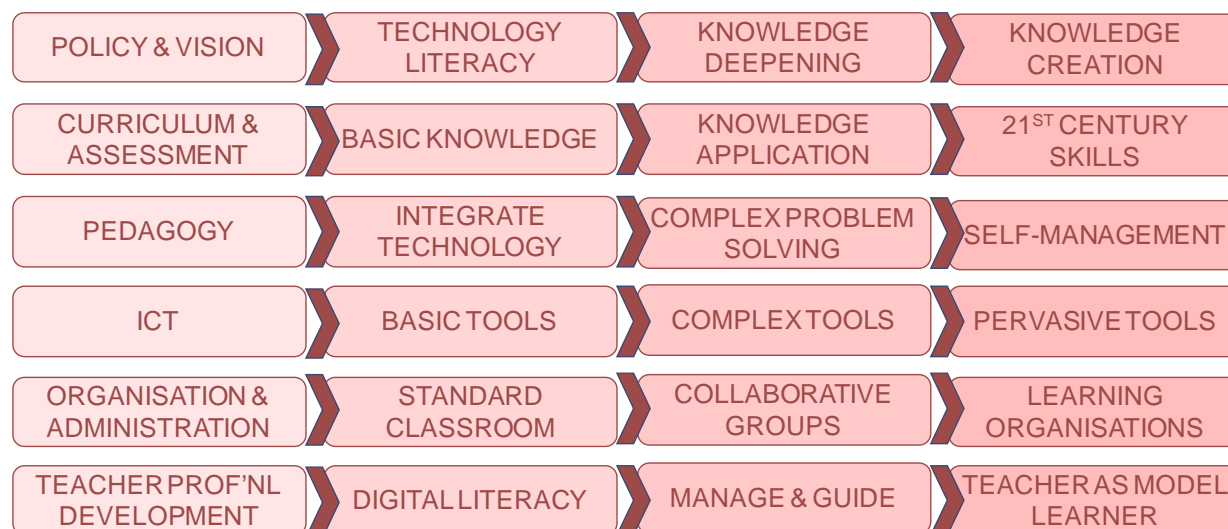 POLICY & VISION
TECHNOLOGY
LITERACY
KNOWLEDGE
DEEPENING
KNOWLEDGE
CREATION
CURRICULUM &
ASSESSMENT
BASIC KNOWLEDGE
KNOWLEDGE
APPLICATION
21ST CENTURY
SKILLS
PEDAGOGY
INTEGRATE
TECHNOLOGY
COMPLEX PROBLEM
SOLVING
SELF-MANAGEMENT
ICT
BASIC TOOLS
COMPLEX TOOLS
PERVASIVE TOOLS
ORGANISATION &
ADMINISTRATION
STANDARD
CLASSROOM
COLLABORATIVE
GROUPS
LEARNING
ORGANISATIONS
TEACHER PROF'NL
DEVELOPMENT
DIGITAL LITERACY
MANAGE & GUIDE
TEACHER AS MODEL
LEARNER